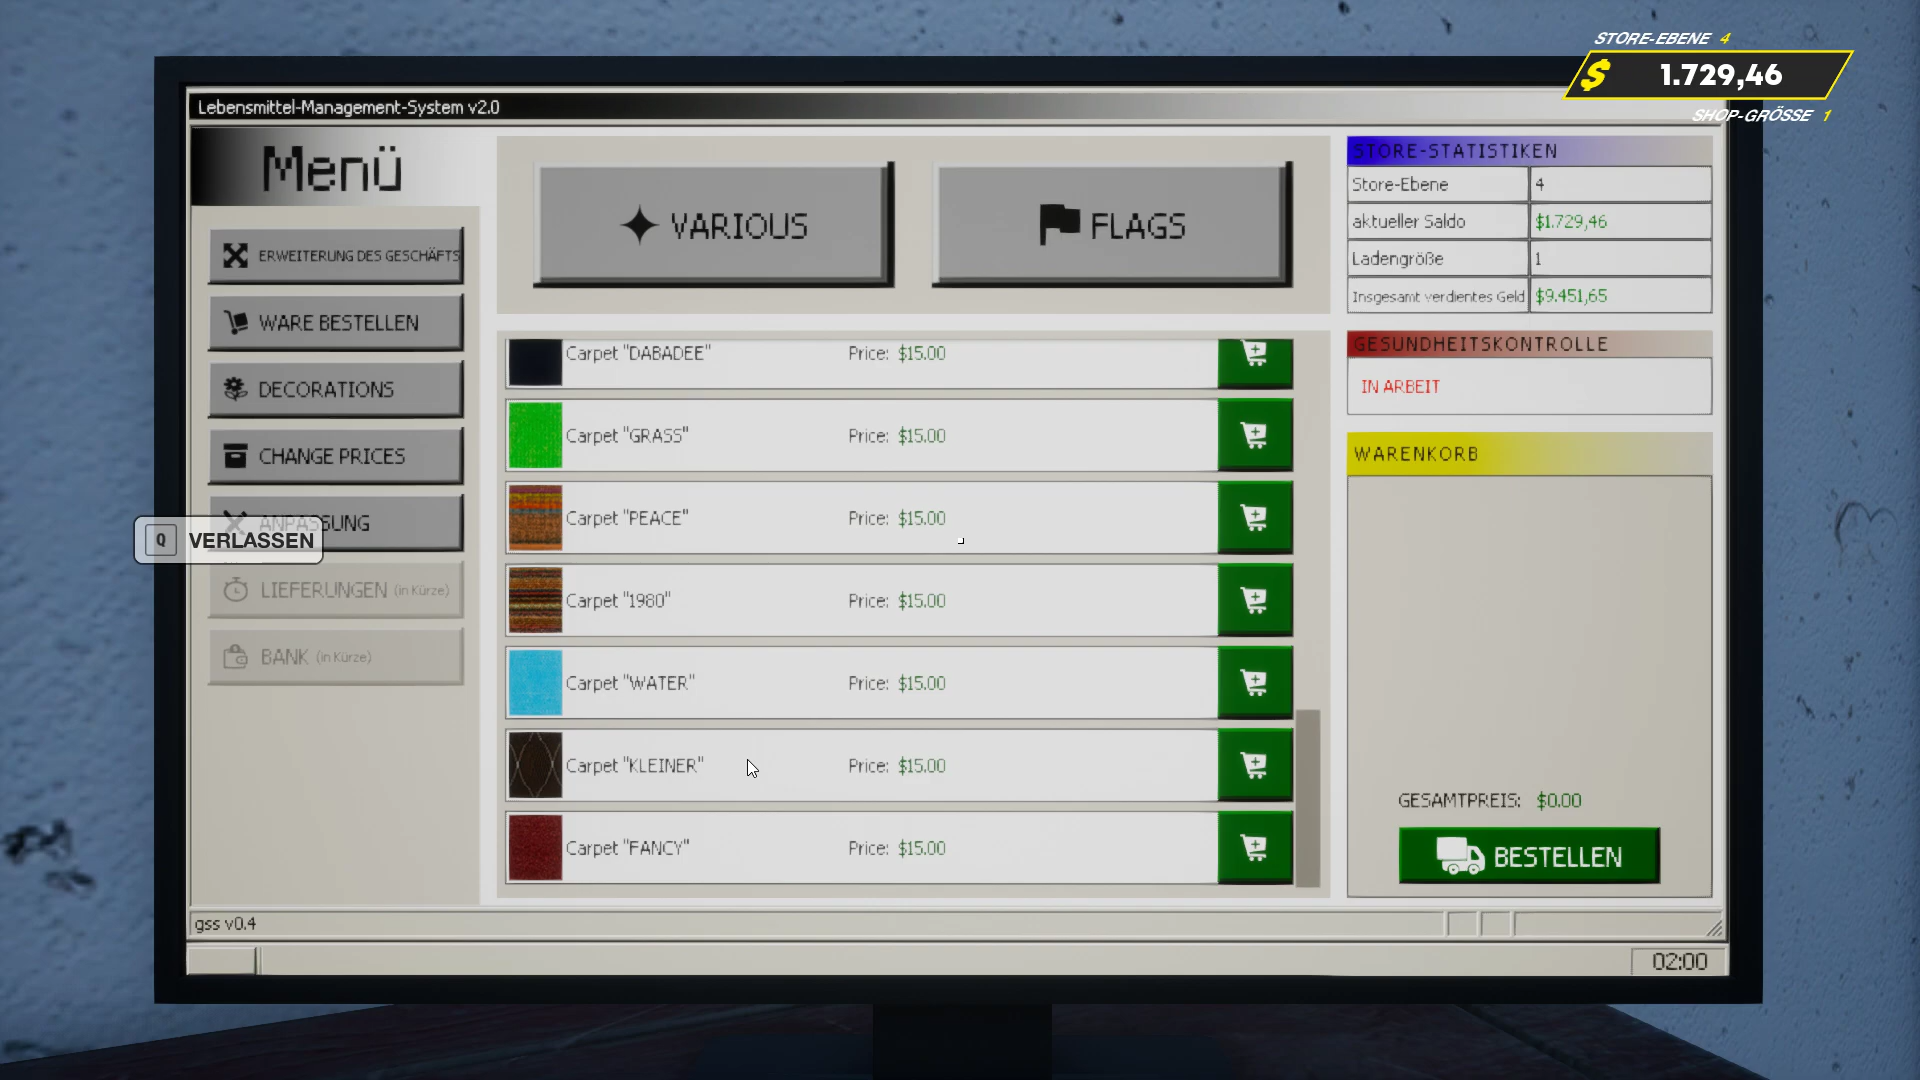 STORE-EBENE 4
$ 1.729,46
SHOP-GRÖSSE 1
Lebensmittel-Management-System v2.0
Menü
ERWEITERUNG DES GESCHÄFTS
WARE BESTELLEN
DECORATIONS
CHANGE PRICES
ANPASSUNG
Q VERLASSEN
LIEFERUNGEN (in Kürze)
BANK (in Kürze)
VARIOUS
FLAGS
Carpet "DABADEE" Price: $15.00
Carpet "GRASS" Price: $15.00
Carpet "PEACE" Price: $15.00
Carpet "1980" Price: $15.00
Carpet "WATER" Price: $15.00
Carpet "KLEINER" Price: $15.00
Carpet "FANCY" Price: $15.00
STORE-STATISTIKEN
Store-Ebene 4
aktueller Saldo $1.729,46
Ladengröße 1
Insgesamt verdientes Geld $9.451,65
GESUNDHEITSKONTROLLE
IN ARBEIT
WARENKORB
GESAMTPREIS: $0.00
BESTELLEN
gss v0.4
02:00